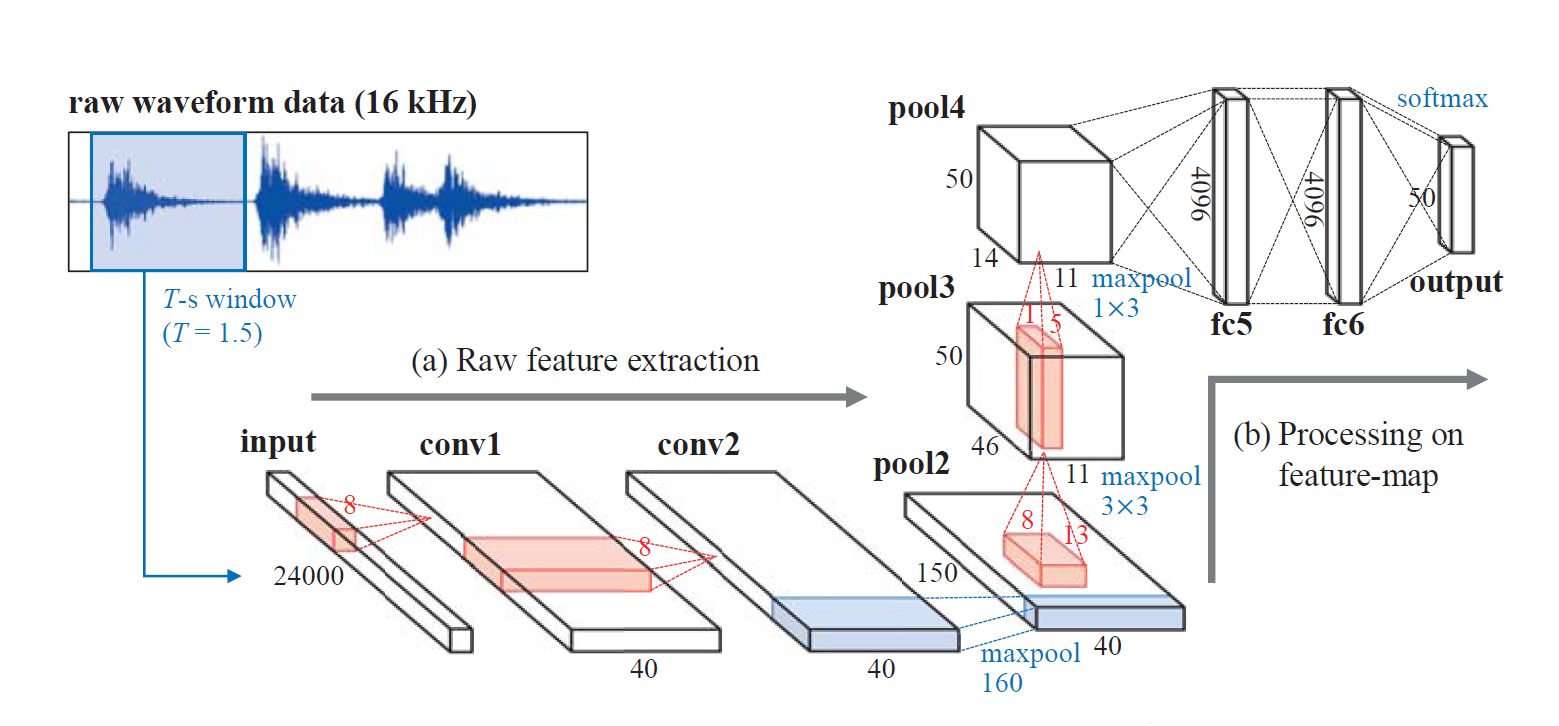 raw waveform data (16 kHz)
T-s window
(T = 1.5)
(a) Raw feature extraction
input
8
24000
conv1
8
40
conv2
40
mapool
160
pool2
150
8
13
40
pool3
50
1
5
46
11
maxpool
3×3
pool4
50
14
11
maxpool
1×3
4096
fc5
4096
fc6
softmax
50
output
(b) Processing on
feature-map